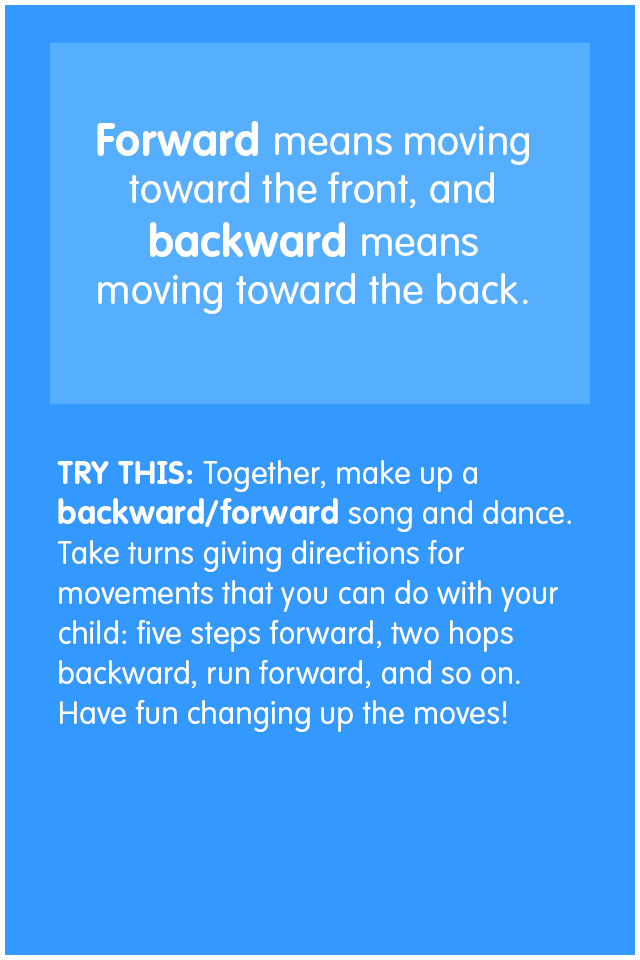 Forward means moving
toward the front, and
backward means
moving toward the back.
TRY THIS: Together, make up a
backward/forward song and dance.
Take turns giving directions for
movements that you can do with your
child: five steps forward, two hops
backward, run forward, and so on.
Have fun changing up the moves!